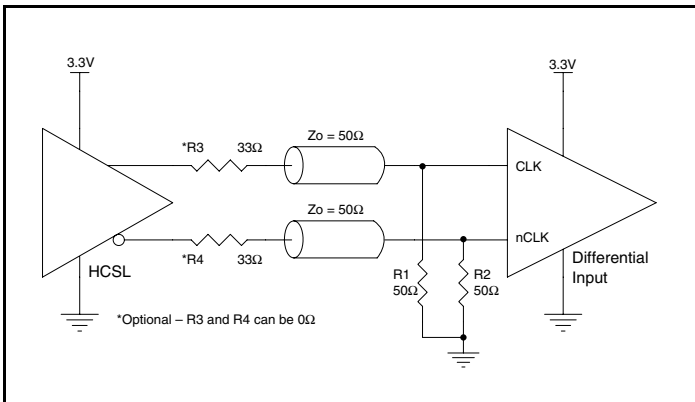 3.3V
3.3V
*R3 33Ω
Zo = 50Ω
CLK
Zo = 50Ω
nCLK
*R4 33Ω
HCSL
R1
50Ω
R2
50Ω
Differential
Input
*Optional – R3 and R4 can be 0Ω